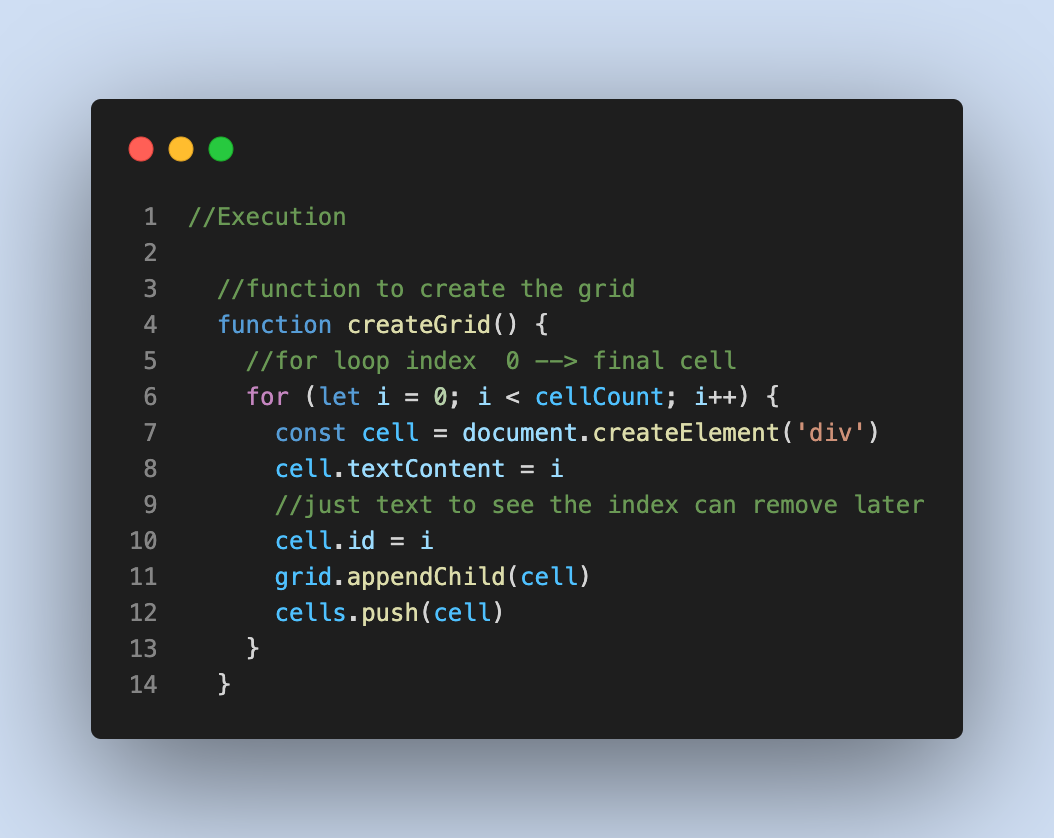 1 //Execution
2
3 //function to create the grid
4 function createGrid() {
5 //for loop index  0 --> final cell
6 for (let i = 0; i < cellCount; i++) {
7 const cell = document.createElement('div')
8 cell.textContent = i
9 //just text to see the index can remove later
10 cell.id = i
11 grid.appendChild(cell)
12 cells.push(cell)
13 }
14 }